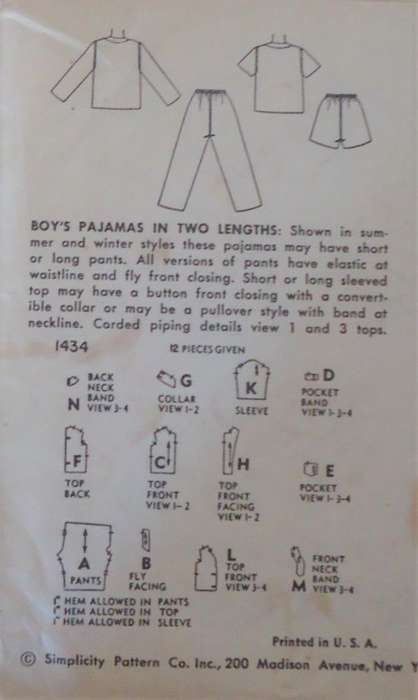 BOY'S PAJAMAS IN TWO LENGTHS: Shown in sum-
mer and winter styles these pajamas may have short
or long pants. All versions of pants have elastic at
waistline and fly front closing. Short or long sleeved
top may have a button front closing with a convert-
ible collar or may be a pullover style with band at
neckline. Corded piping details view 1 and 3 tops.
1434 12 PIECES GIVEN
N BACK NECK BAND VIEW 3-4
G COLLAR VIEW 1-2
K SLEEVE
D POCKET BAND VIEW 1-3-4
F TOP BACK
C TOP FRONT VIEW 1-2
H TOP FRONT FACING VIEW 1-2
E POCKET VIEW 1-3-4
A PANTS
B FLY FACING
L TOP FRONT VIEW 3-4
M FRONT NECK BAND VIEW 3-4
1" HEM ALLOWED IN PANTS
1" HEM ALLOWED IN TOP
1" HEM ALLOWED IN SLEEVE
Printed in U. S. A.
© Simplicity Pattern Co. Inc., 200 Madison Avenue, New Y